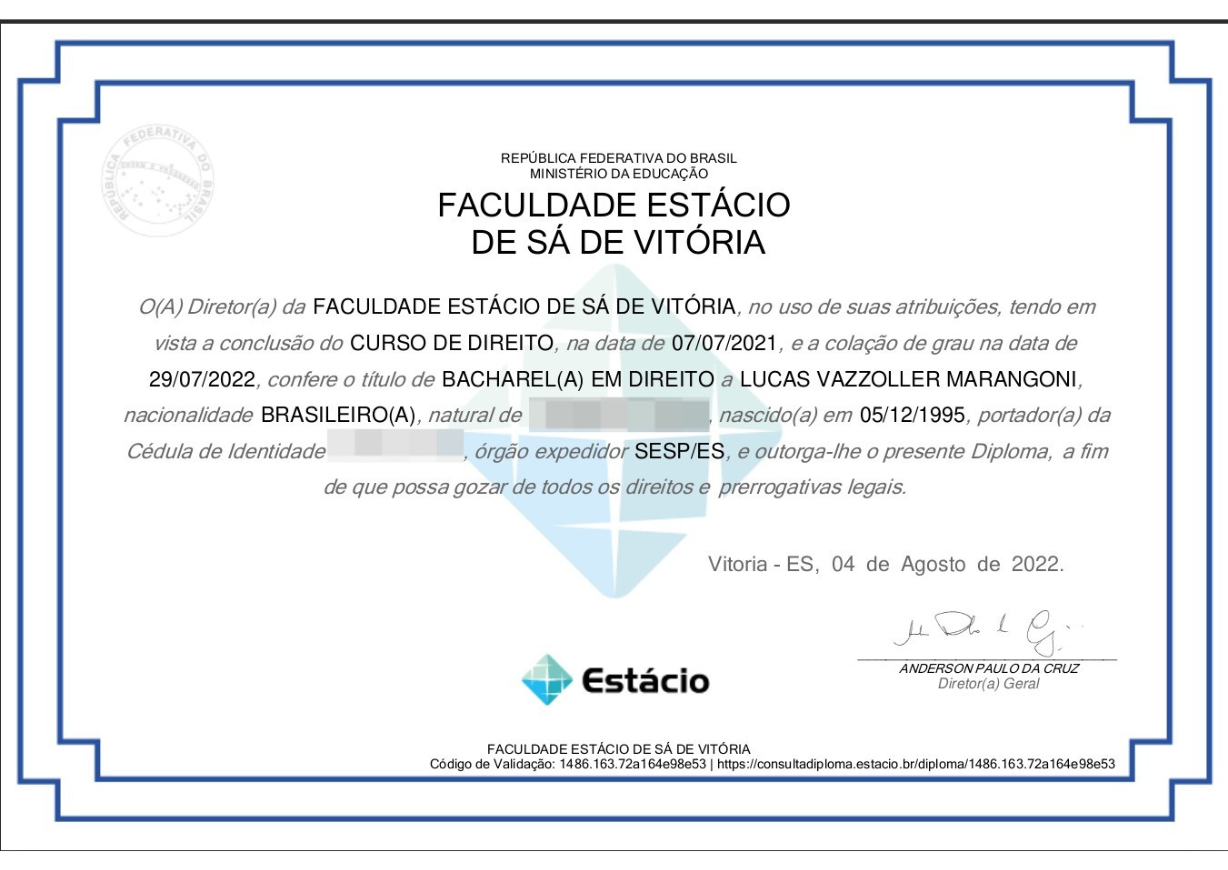 REPÚBLICA FEDERATIVA DO BRASIL
REPÚBLICA FEDERATIVA DO BRASIL
MINISTÉRIO DA EDUCAÇÃO
FACULDADE ESTÁCIO
DE SÁ DE VITÓRIA
O(A) Diretor(a) da FACULDADE ESTÁCIO DE SÁ DE VITÓRIA, no uso de suas atribuições, tendo em
vista a conclusão do CURSO DE DIREITO, na data de 07/07/2021, e a colação de grau na data de
29/07/2022, confere o título de BACHAREL(A) EM DIREITO a LUCAS VAZZOLLER MARANGONI,
nacionalidade BRASILEIRO(A), natural de , nascido(a) em 05/12/1995, portador(a) da
Cédula de Identidade , órgão expedidor SESP/ES, e outorga-lhe o presente Diploma, a fim
de que possa gozar de todos os direitos e prerrogativas legais.
Vitoria - ES, 04 de Agosto de 2022.
ANDERSON PAULO DA CRUZ
Diretor(a) Geral
Estácio
FACULDADE ESTÁCIO DE SÁ DE VITÓRIA
Código de Validação: 1486.163.72a164e98e53 | https://consultadiploma.estacio.br/diploma/1486.163.72a164e98e53